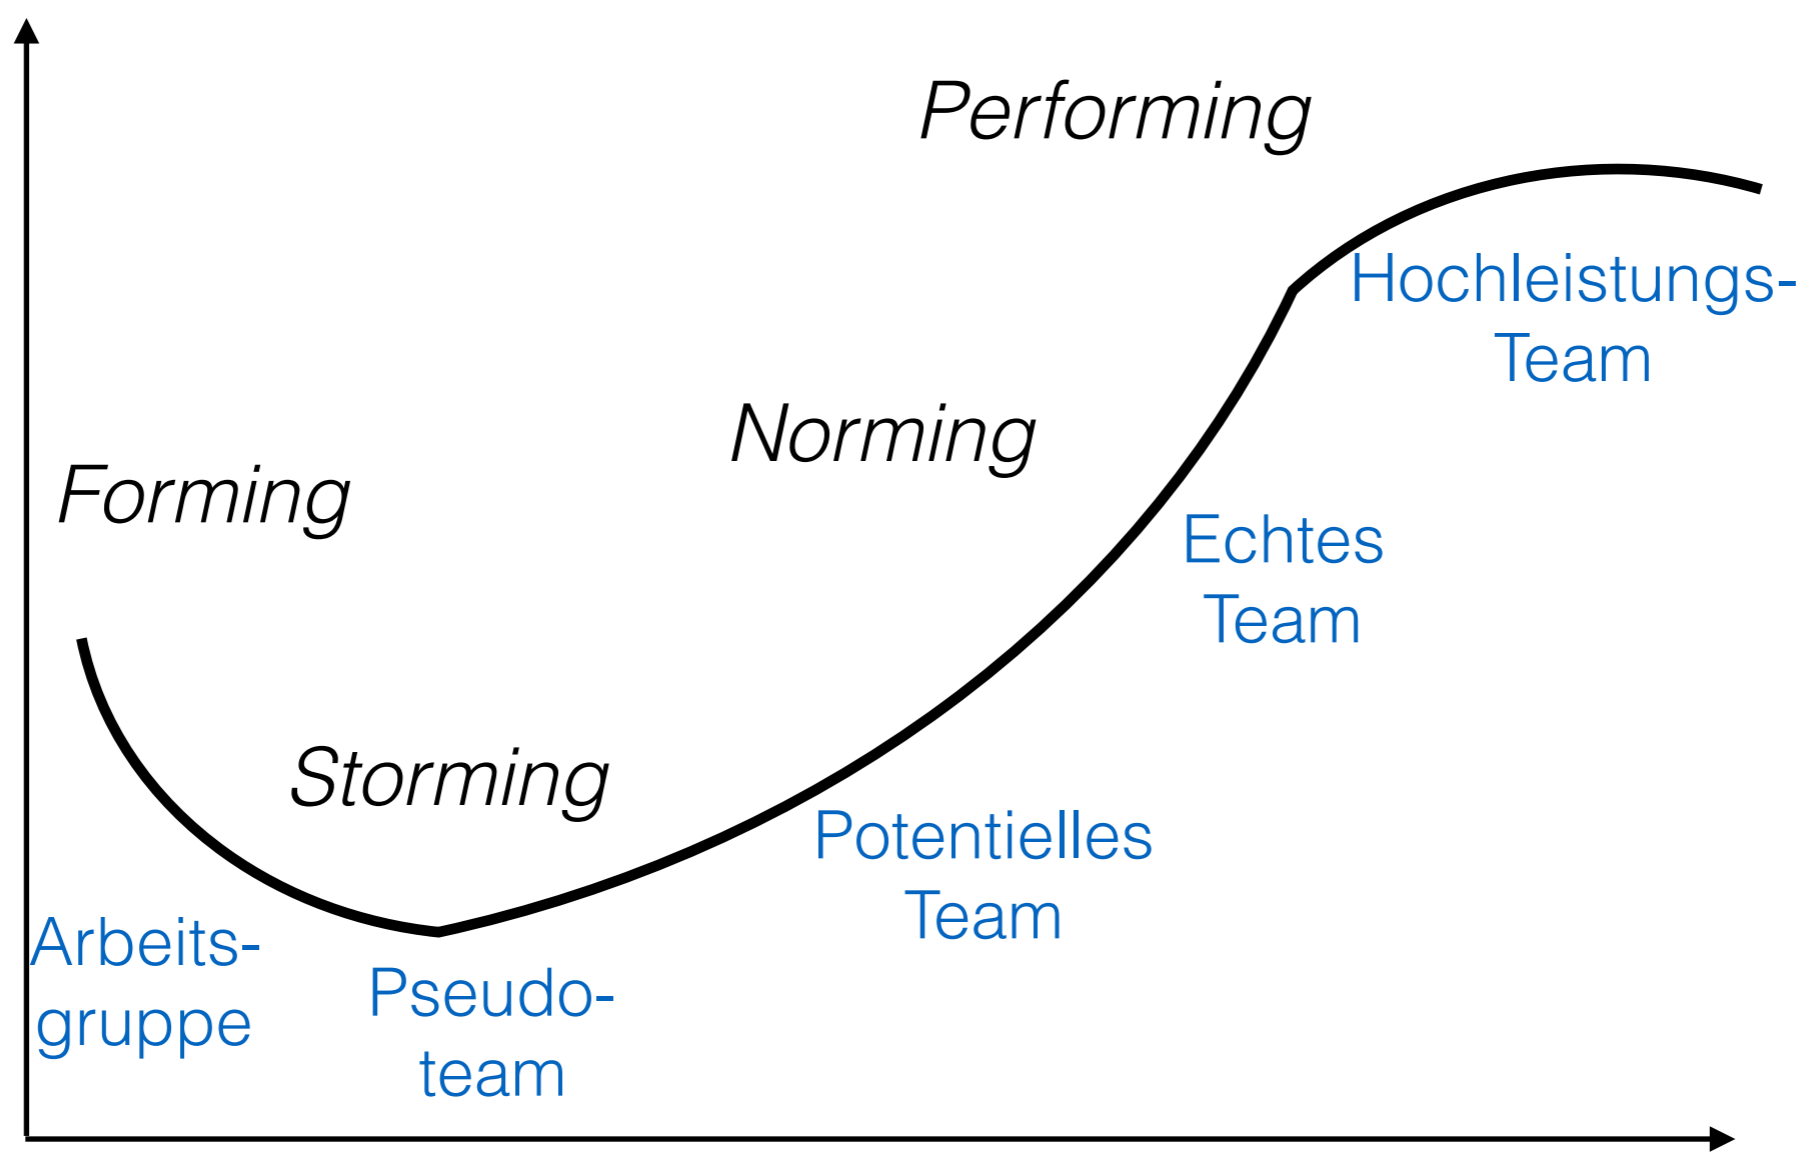 Performing
Hochleistungs-
Team
Norming
Forming
Echtes
Team
Storming
Potentielles
Team
Arbeits-
gruppe
Pseudo-
team